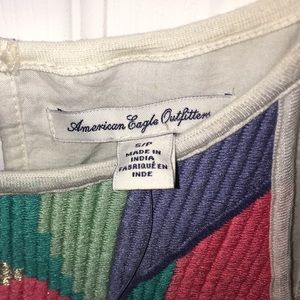 American Eagle Outfitters
S/P
MADE IN
INDIA
FABRIQUÉ EN
INDE